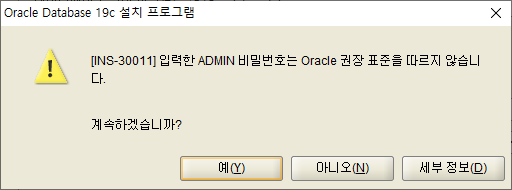 Oracle Database 19c 설치 프로그램
[INS-30011] 입력한 ADMIN 비밀번호는 Oracle 권장 표준을 따르지 않습니
다.
계속하겠습니까?
예(Y) 아니오(N) 세부 정보(D)